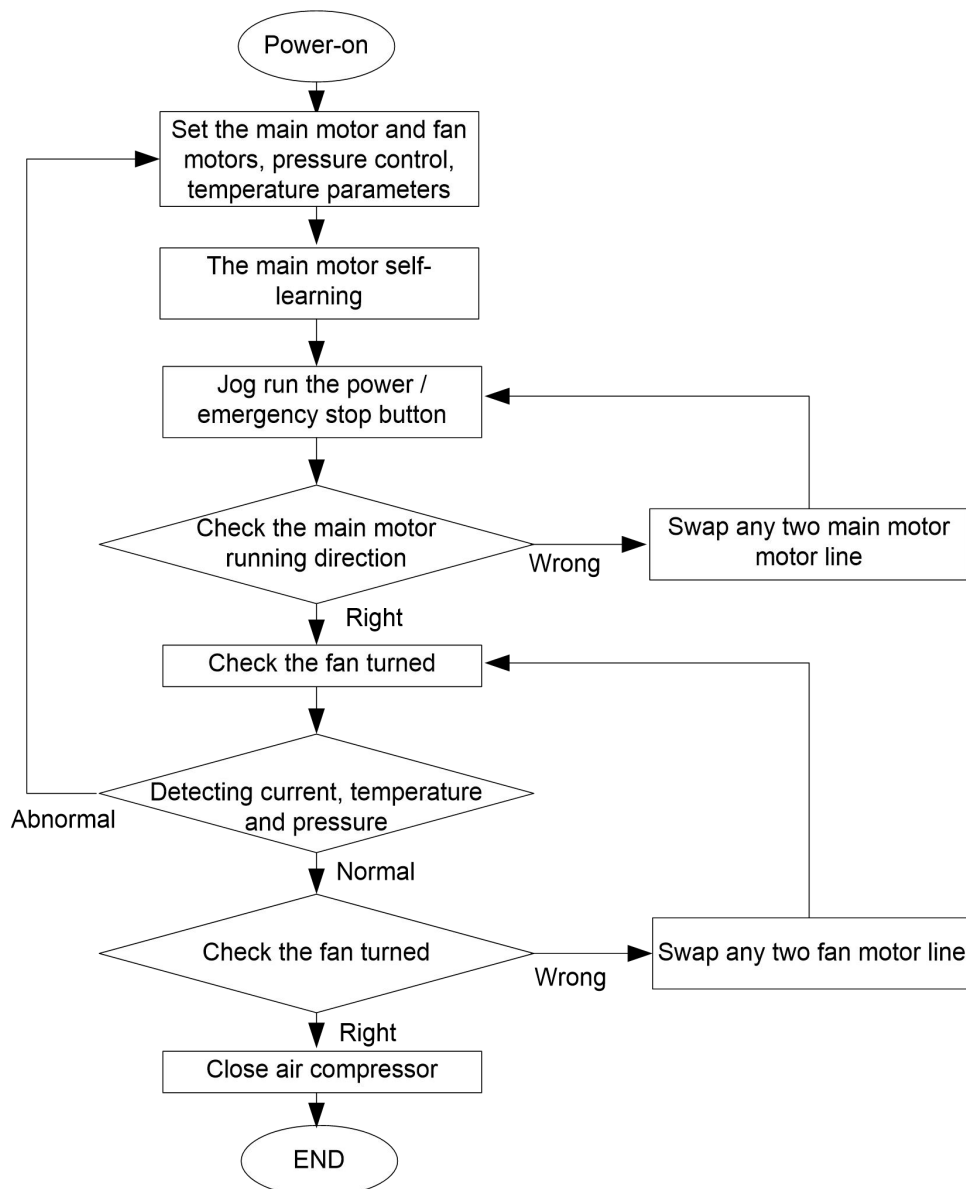 Power-on
Set the main motor and fan
motors, pressure control,
temperature parameters
The main motor self-
learning
Jog run the power /
emergency stop button
Check the main motor
running direction
Wrong
Swap any two main motor
motor line
Right
Check the fan turned
Detecting current, temperature
and pressure
Abnormal
Normal
Check the fan turned
Wrong
Swap any two fan motor line
Right
Close air compressor
END